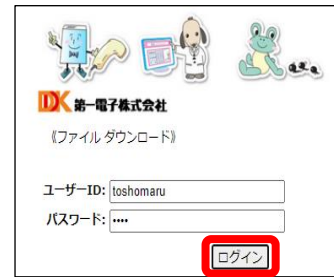 DK 第一電子株式会社
《ファイル ダウンロード》
ユーザーID: toshomaru
パスワード: ••••
ログイン